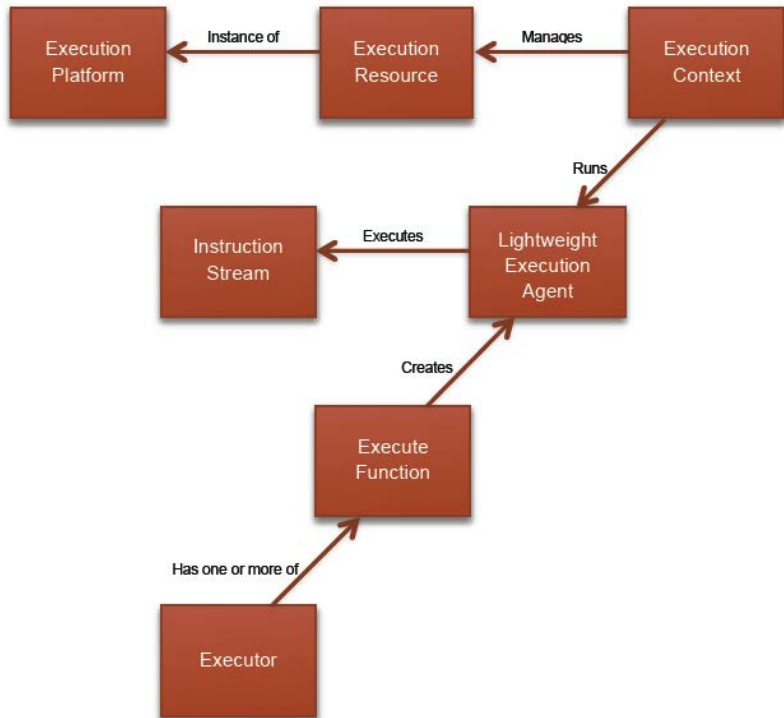 Execution
Platform
Instance of
Execution
Resource
Manages
Execution
Context
Runs
Instruction
Stream
Executes
Lightweight
Execution
Agent
Creates
Execute
Function
Has one or more of
Executor